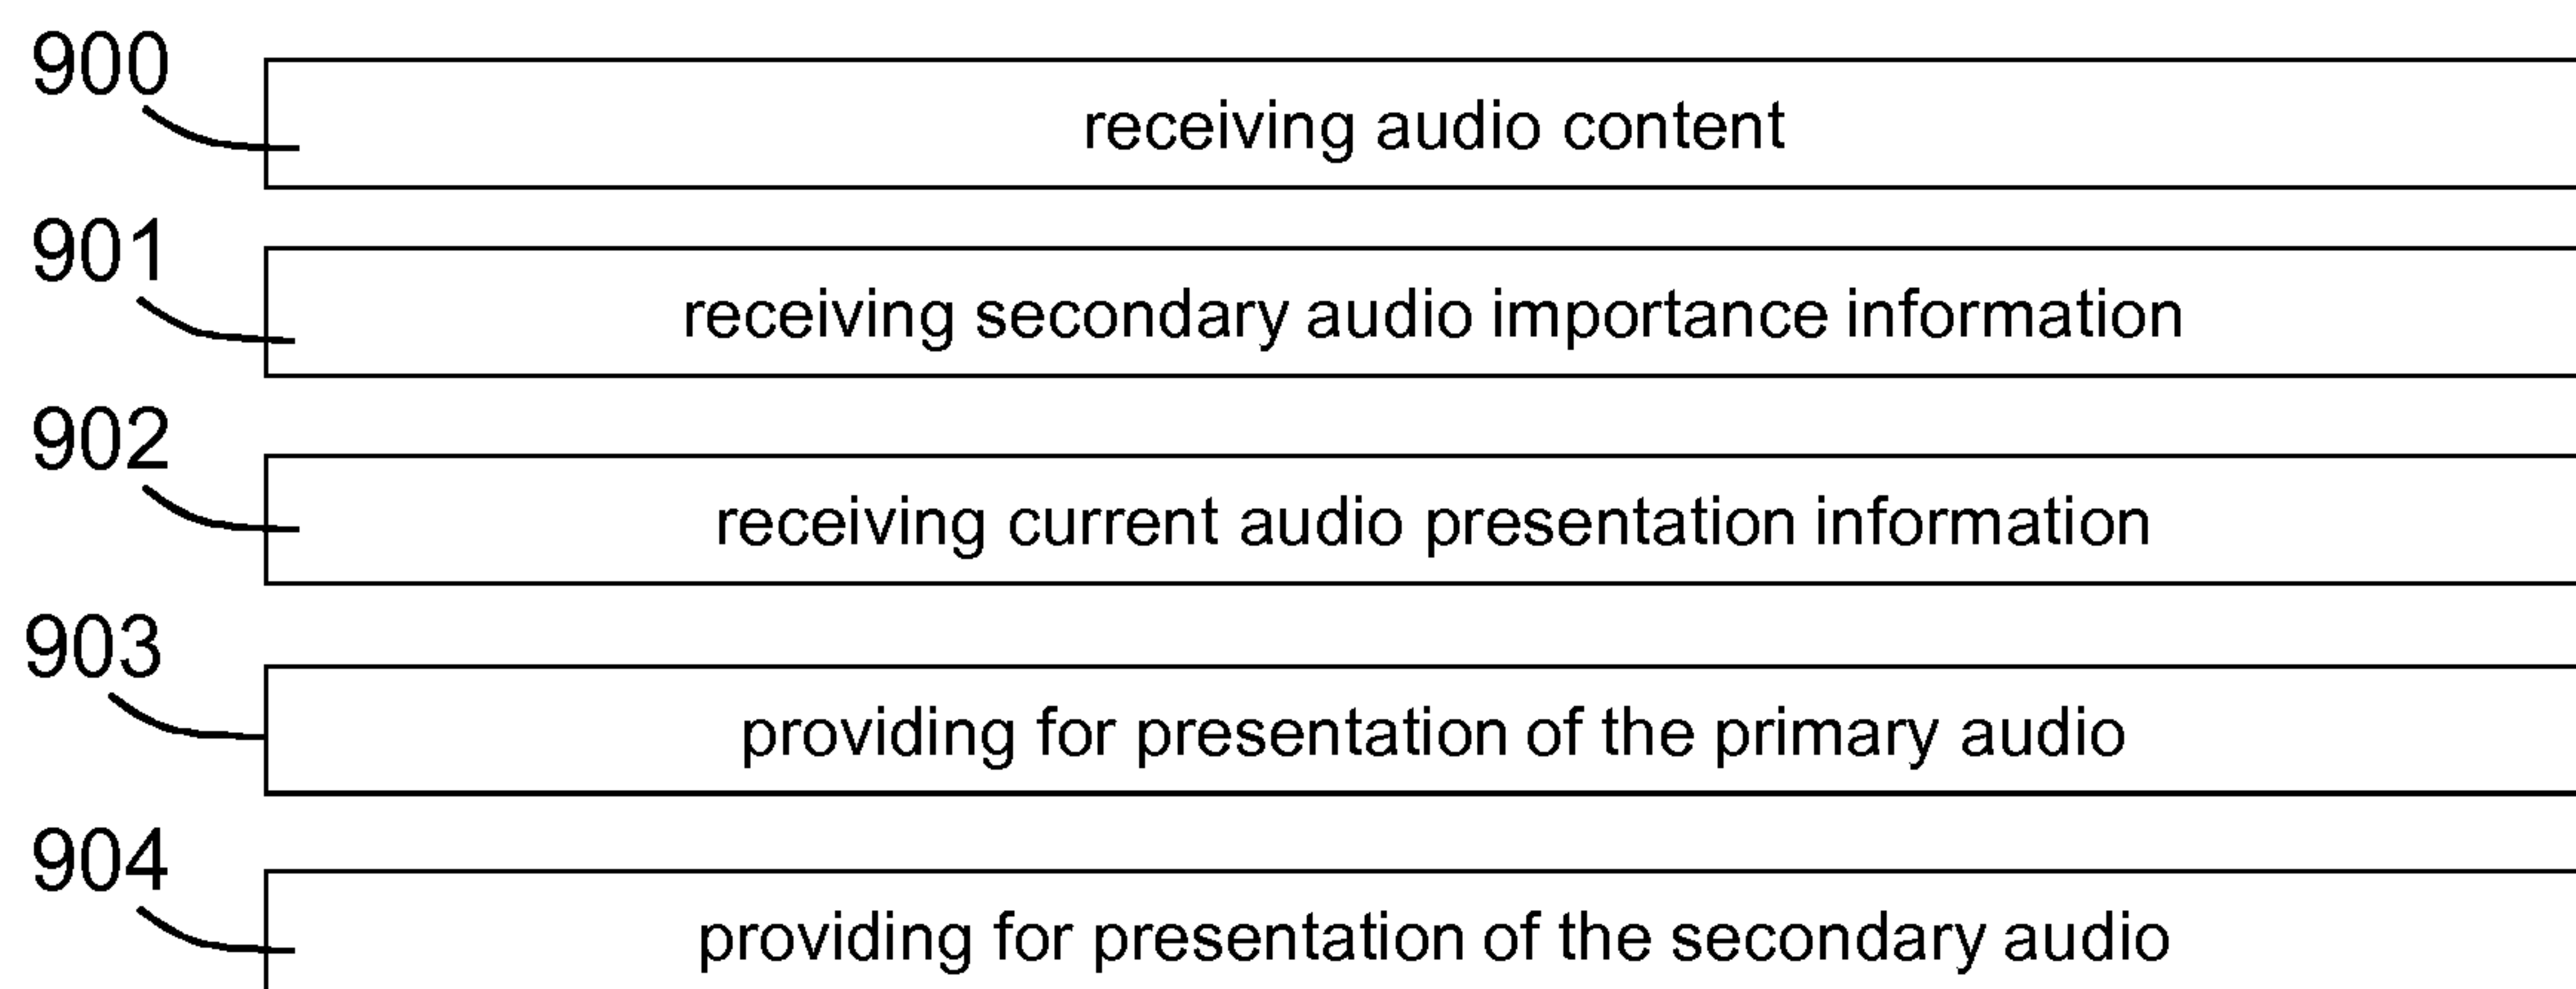 900
receiving audio content
901
receiving secondary audio importance information
902
receiving current audio presentation information
903
providing for presentation of the primary audio
904
providing for presentation of the secondary audio